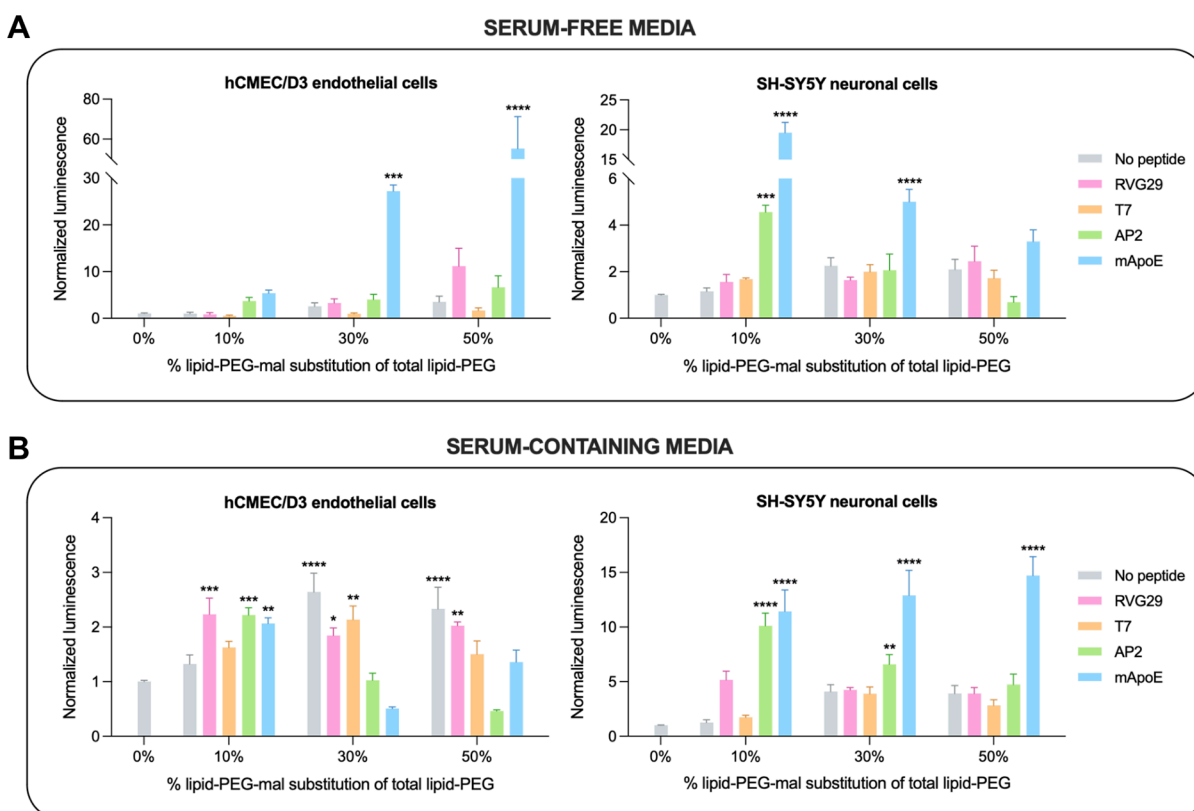 A
SERUM-FREE MEDIA
hCMEC/D3 endothelial cells
Normalized luminescence
80
60
30
20
10
0
***
****
0%
10%
30%
50%
% lipid-PEG-mal substitution of total lipid-PEG
SH-SY5Y neuronal cells
Normalized luminescence
25
20
15
6
4
2
0
***
****
****
0%
10%
30%
50%
% lipid-PEG-mal substitution of total lipid-PEG
No peptide
RVG29
T7
AP2
mApoE
B
SERUM-CONTAINING MEDIA
hCMEC/D3 endothelial cells
Normalized luminescence
4
3
2
1
0
***
***
**
****
*
**
****
**
0%
10%
30%
50%
% lipid-PEG-mal substitution of total lipid-PEG
SH-SY5Y neuronal cells
Normalized luminescence
20
15
10
5
0
****
****
**
****
****
0%
10%
30%
50%
% lipid-PEG-mal substitution of total lipid-PEG
No peptide
RVG29
T7
AP2
mApoE